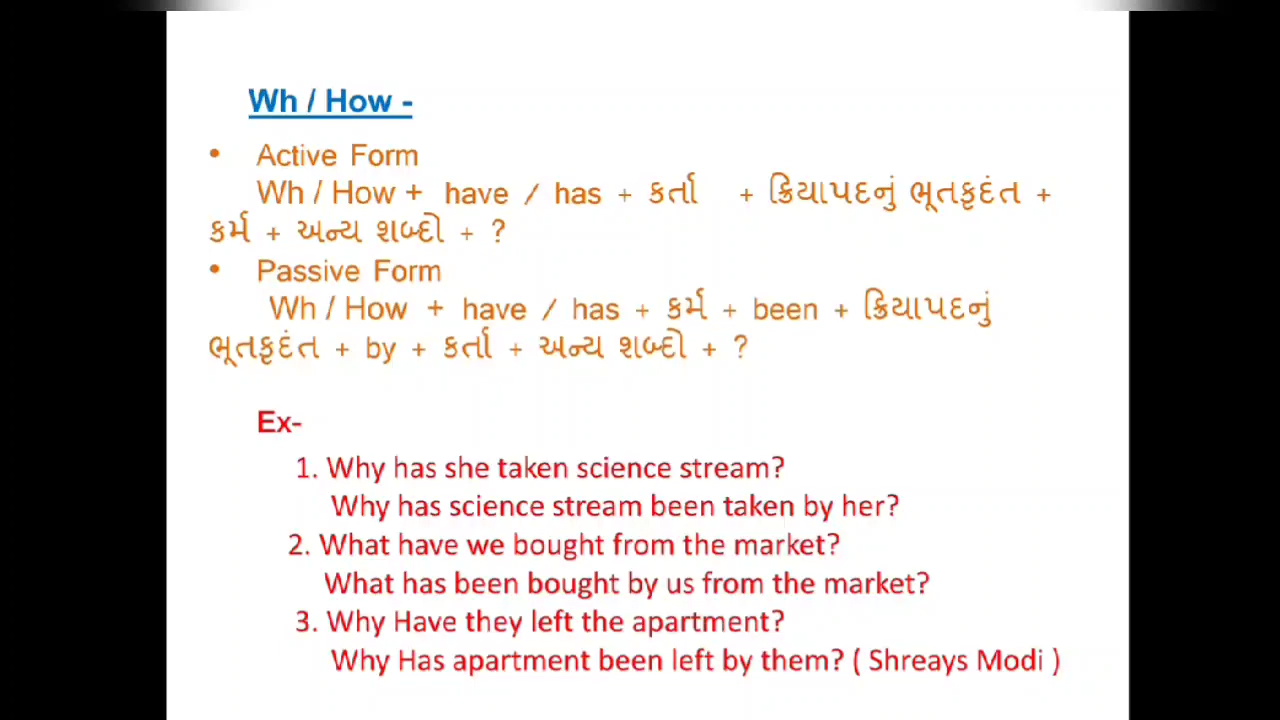 Wh / How -
• Active Form
Wh / How + have / has + કર્તા + ક્રિયાપદનું ભૂતકૃદંત +
કર્મ + અન્ય શબ્દો + ?
• Passive Form
Wh / How + have / has + કર્મ + been + ક્રિયાપદનું
ભૂતકૃદંત + by + કર્તા + અન્ય શબ્દો + ?
Ex-
1. Why has she taken science stream?
Why has science stream been taken by her?
2. What have we bought from the market?
What has been bought by us from the market?
3. Why Have they left the apartment?
Why Has apartment been left by them? ( Shreays Modi )